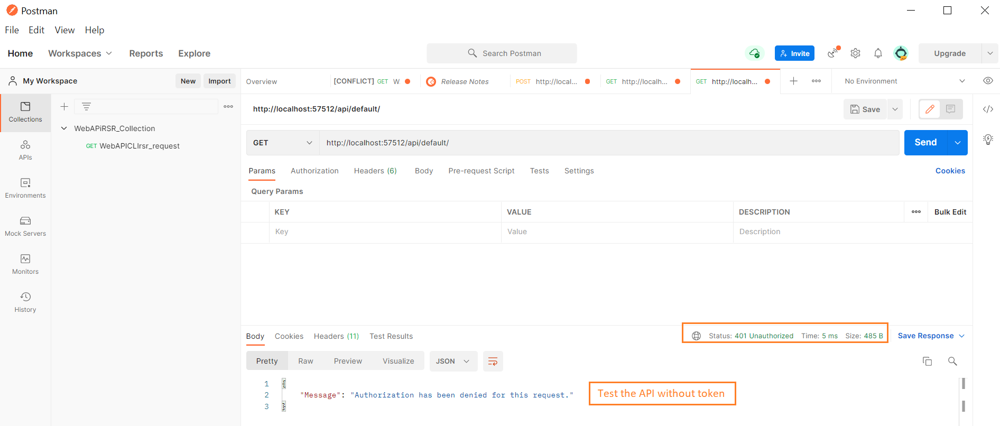 Postman
File Edit View Help
Home Workspaces Reports Explore Search Postman Invite Upgrade
My Workspace New Import Overview [CONFLICT] GET W. Release Notes POST http://local... GET http://localh... GET http://localh... No Environment
http://localhost:57512/api/default/ Save
Collections
WebAPiRSR_Collection
GET WebAPICLIrsr_request
GET http://localhost:57512/api/default/ Send
APIs
Params Authorization Headers (6) Body Pre-request Script Tests Settings Cookies
Query Params
Environments
KEY VALUE DESCRIPTION Bulk Edit
Key Value Description
Mock Servers
Monitors
History
Body Cookies Headers (11) Test Results Status: 401 Unauthorized Time: 5 ms Size: 485 B Save Response
Pretty Raw Preview Visualize JSON
1 {
2 "Message": "Authorization has been denied for this request."
3 }
Test the API without token